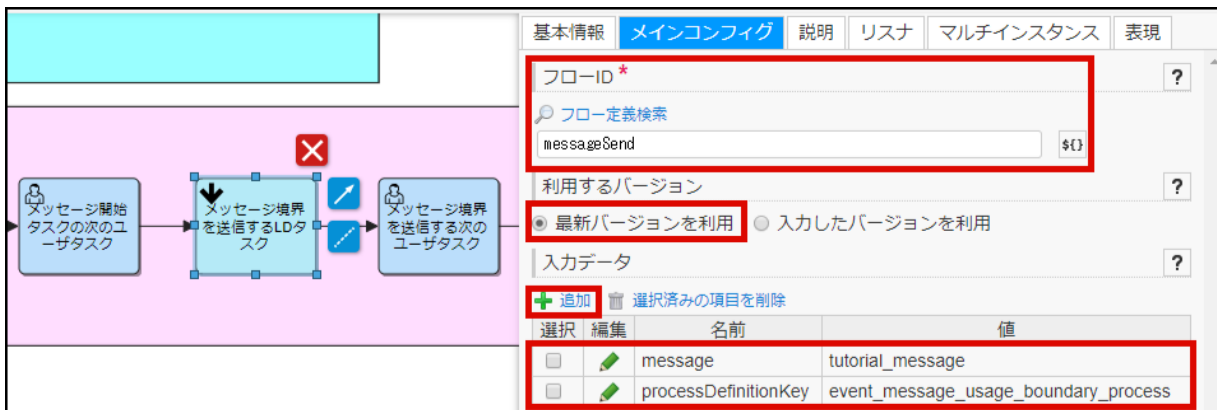 基本情報 メインコンフィグ 説明 リスナ マルチインスタンス 表現
フローID *
?
フロー定義検索
messageSend
${}
利用するバージョン
?
最新バージョンを利用 入力したバージョンを利用
入力データ
?
追加 選択済みの項目を削除
選択 編集 名前 値
message tutorial_message
processDefinitionKey event_message_usage_boundary_process
メッセージ開始
タスクの次のユ
ーザタスク
メッセージ境界
を送信するLDタ
スク
メッセージ境界
を送信する次の
ユーザタスク